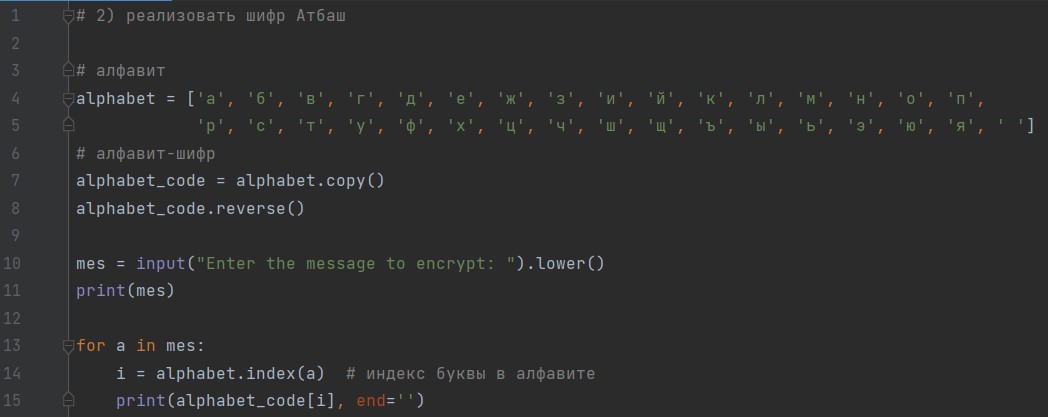 1 # 2) реализовать шифр Атбаш
2
3 # алфавит
4 alphabet = ['а', 'б', 'в', 'г', 'д', 'е', 'ж', 'з', 'и', 'й', 'к', 'л', 'м', 'н', 'о', 'п',
5             'р', 'с', 'т', 'у', 'ф', 'х', 'ц', 'ч', 'ш', 'щ', 'ъ', 'ы', 'ь', 'э', 'ю', 'я', ' ']
6 # алфавит-шифр
7 alphabet_code = alphabet.copy()
8 alphabet_code.reverse()
9
10 mes = input("Enter the message to encrypt: ").lower()
11 print(mes)
12
13 for a in mes:
14     i = alphabet.index(a)  # индекс буквы в алфавите
15     print(alphabet_code[i], end='')